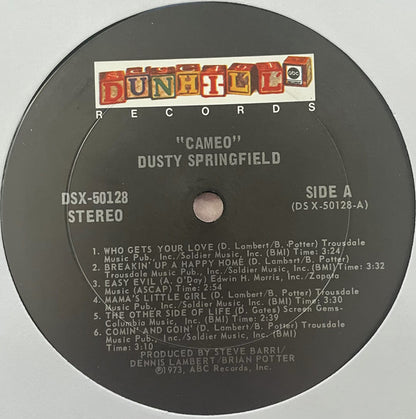 DUNHILL
abc
RECORDS
"CAMEO"
DUSTY SPRINGFIELD
DSX-50128
STEREO
SIDE A
(DSX-50128-A)
1. WHO GETS YOUR LOVE (D. Lambert/B. Potter) Trousdale
Music Pub., Inc./Soldier Music, Inc. (BMI) Time: 3:24
2. BREAKIN' UP A HAPPY HOME (D. Lambert/B. Potter)
Trousdale Music Pub., Inc./Soldier Music, Inc. (BMI) Time: 3:32
3. EASY EVIL (A. O'Day) Edwin H. Morris, Inc./Zapata
Music (ASCAP) Time: 2:54
4. MAMA'S LITTLE GIRL (D. Lambert/B. Potter) Trousdale
Music Pub., Inc./Soldier Music, Inc. (BMI) Time: 3:30
5. THE OTHER SIDE OF LIFE (D. Gates) Screen Gems-
Columbia Music, Inc. (BMI) Time: 2:39
6. COMIN' AND GOIN' (D. Lambert/B. Potter) Trousdale
Music Pub., Inc./Soldier Music, Inc. (BMI)
Time: 3:10
PRODUCED BY STEVE BARRI/
DENNIS LAMBERT/BRIAN POTTER
℗1973, ABC Records, Inc.